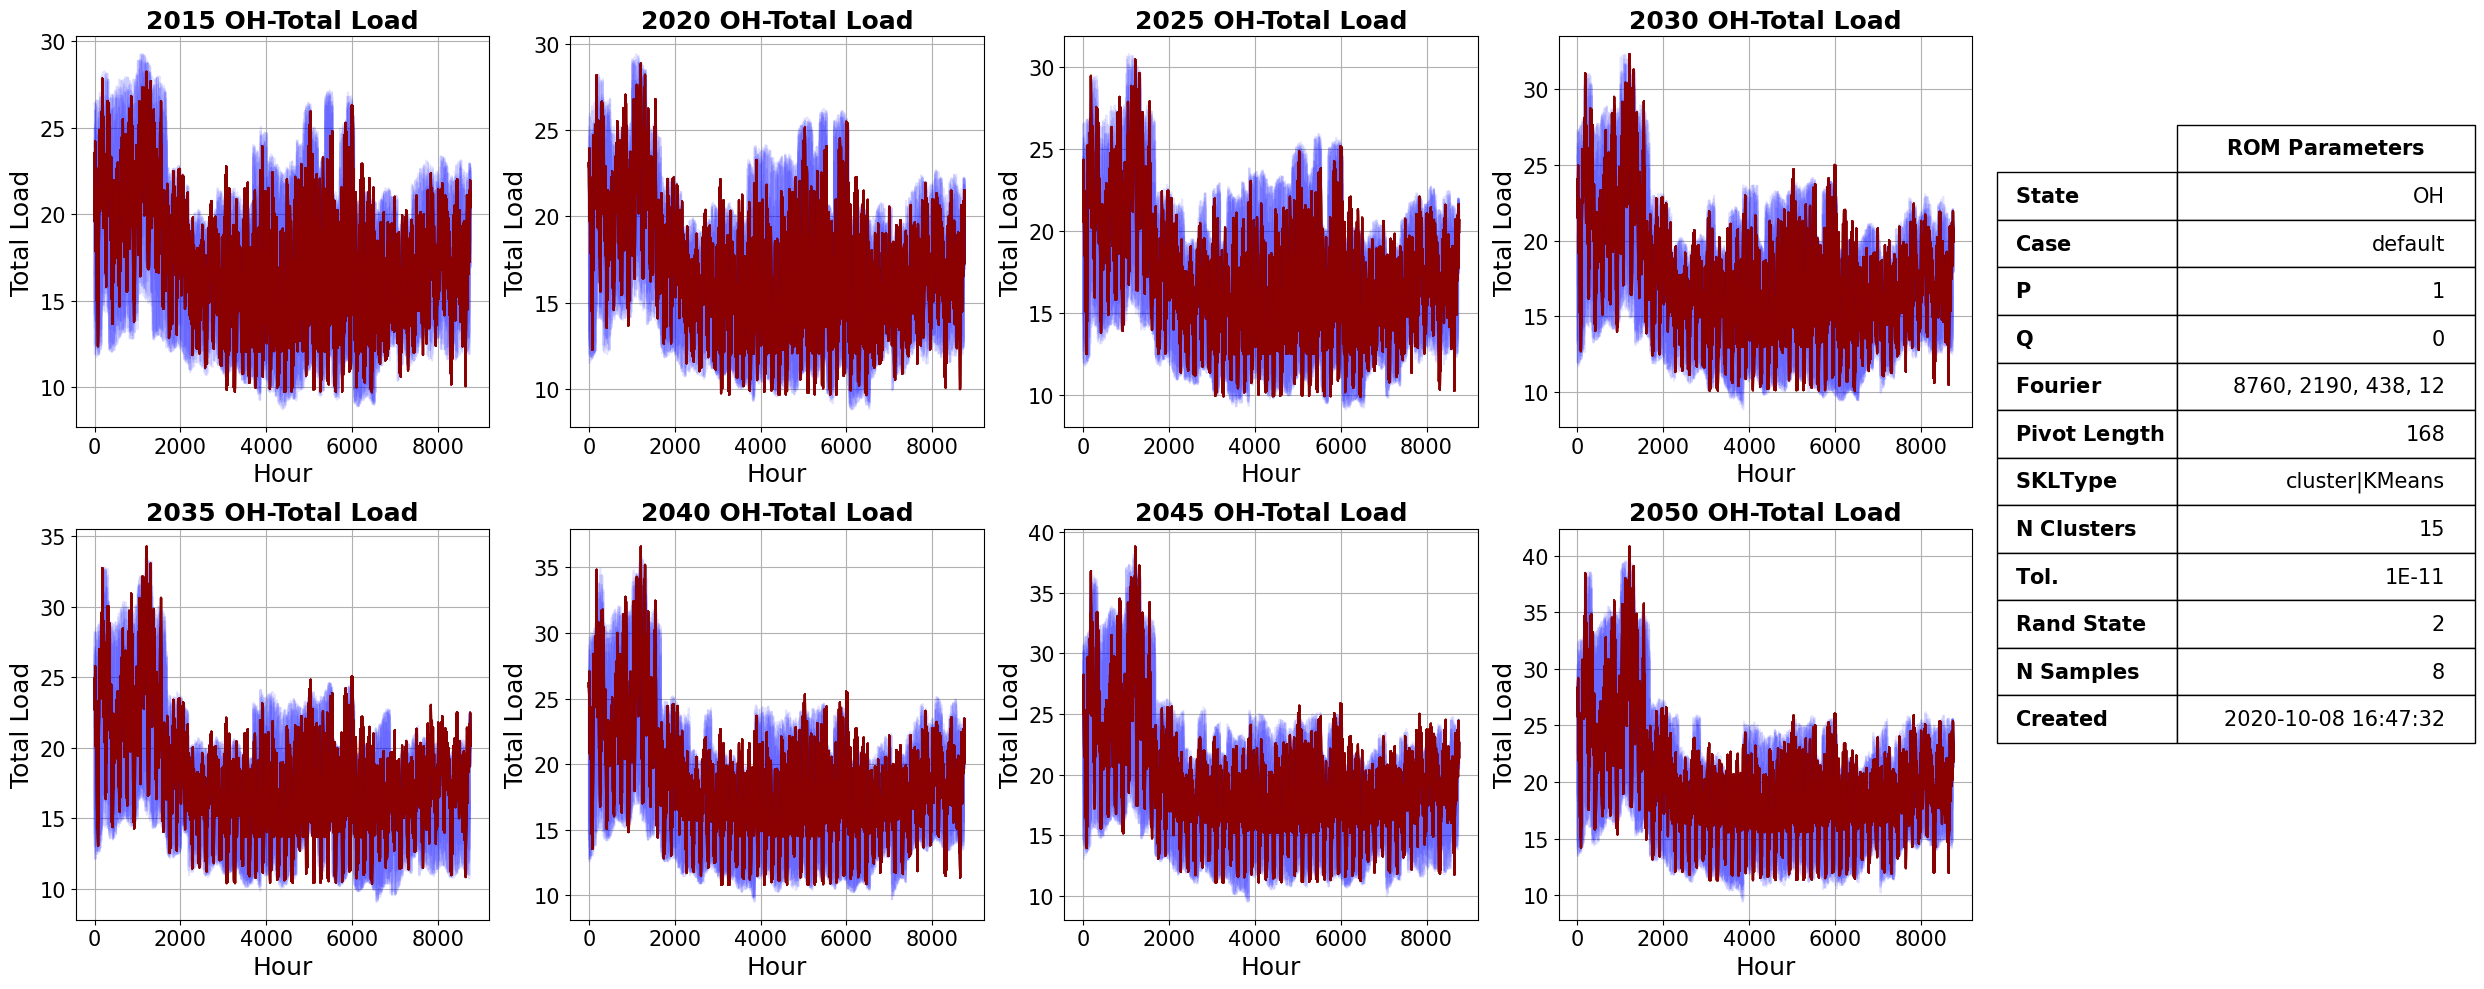 2015 OH-Total Load
30
25
20
15
10
Total Load
0 2000 4000 6000 8000
Hour
2020 OH-Total Load
30
25
20
15
10
Total Load
0 2000 4000 6000 8000
Hour
2025 OH-Total Load
30
25
20
15
10
Total Load
0 2000 4000 6000 8000
Hour
2030 OH-Total Load
30
25
20
15
10
Total Load
0 2000 4000 6000 8000
Hour
2035 OH-Total Load
35
30
25
20
15
10
Total Load
0 2000 4000 6000 8000
Hour
2040 OH-Total Load
35
30
25
20
15
10
Total Load
0 2000 4000 6000 8000
Hour
2045 OH-Total Load
40
35
30
25
20
15
10
Total Load
0 2000 4000 6000 8000
Hour
2050 OH-Total Load
40
35
30
25
20
15
10
Total Load
0 2000 4000 6000 8000
Hour
ROM Parameters
State OH
Case default
P 1
Q 0
Fourier 8760, 2190, 438, 12
Pivot Length 168
SKLType cluster|KMeans
N Clusters 15
Tol. 1E-11
Rand State 2
N Samples 8
Created 2020-10-08 16:47:32